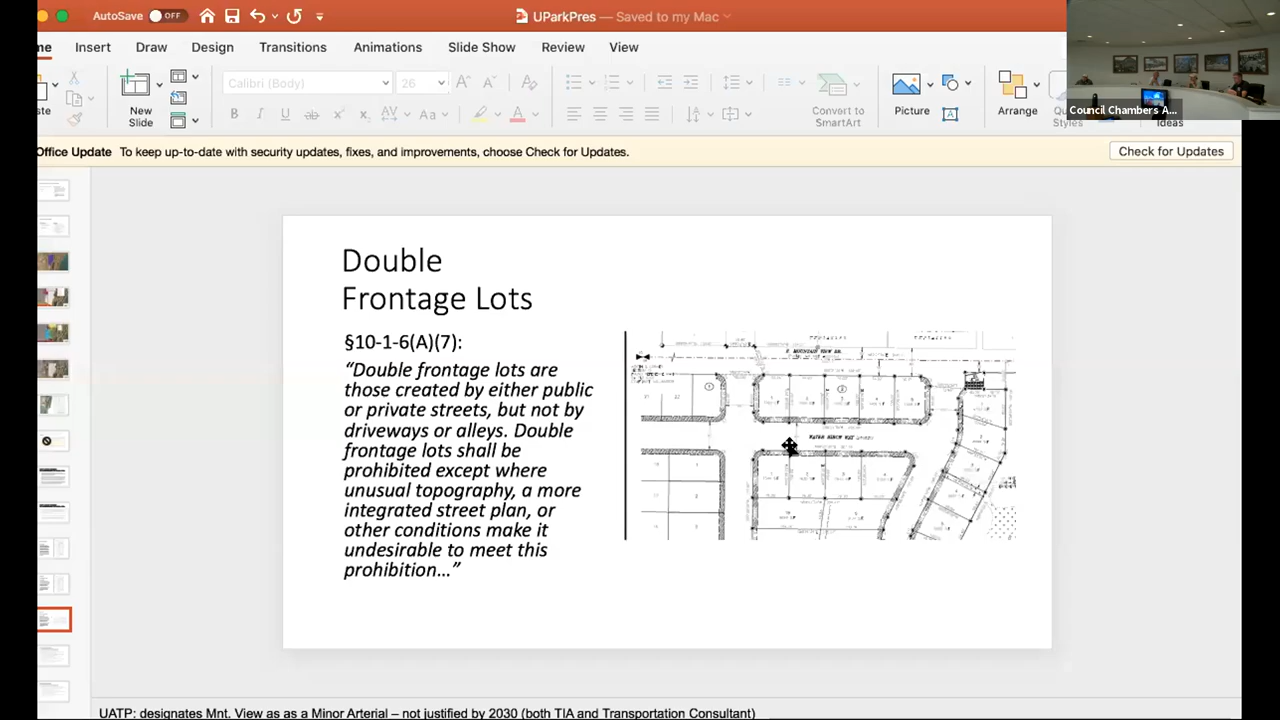 AutoSave OFF
UParkPres — Saved to my Mac
me Insert Draw Design Transitions Animations Slide Show Review View
Calibri (Body) 26
ste
New
Slide
Convert to
SmartArt
Picture
Arrange
Styles
Ideas
Council Chambers A...
Office Update To keep up-to-date with security updates, fixes, and improvements, choose Check for Updates.
Check for Updates
Double
Frontage Lots
§10-1-6(A)(7):
“Double frontage lots are
those created by either public
or private streets, but not by
driveways or alleys. Double
frontage lots shall be
prohibited except where
unusual topography, a more
integrated street plan, or
other conditions make it
undesirable to meet this
prohibition…”
UATP: designates Mnt. View as as a Minor Arterial – not justified by 2030 (both TIA and Transportation Consultant)